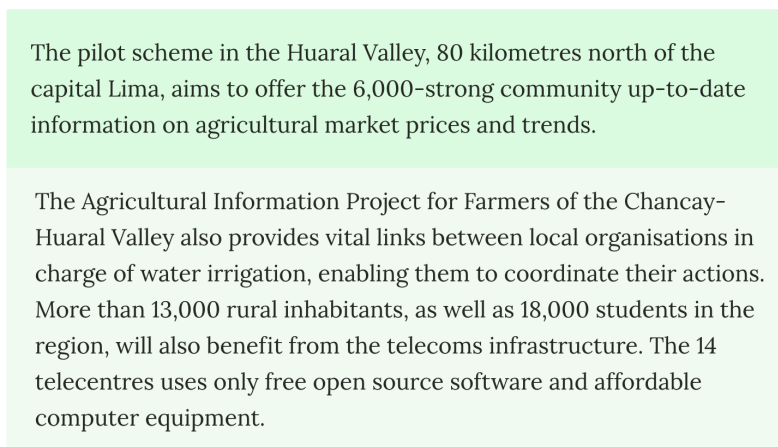 The pilot scheme in the Huaral Valley, 80 kilometres north of the
capital Lima, aims to offer the 6,000-strong community up-to-date
information on agricultural market prices and trends.
The Agricultural Information Project for Farmers of the Chancay-
Huaral Valley also provides vital links between local organisations in
charge of water irrigation, enabling them to coordinate their actions.
More than 13,000 rural inhabitants, as well as 18,000 students in the
region, will also benefit from the telecoms infrastructure. The 14
telecentres uses only free open source software and affordable
computer equipment.